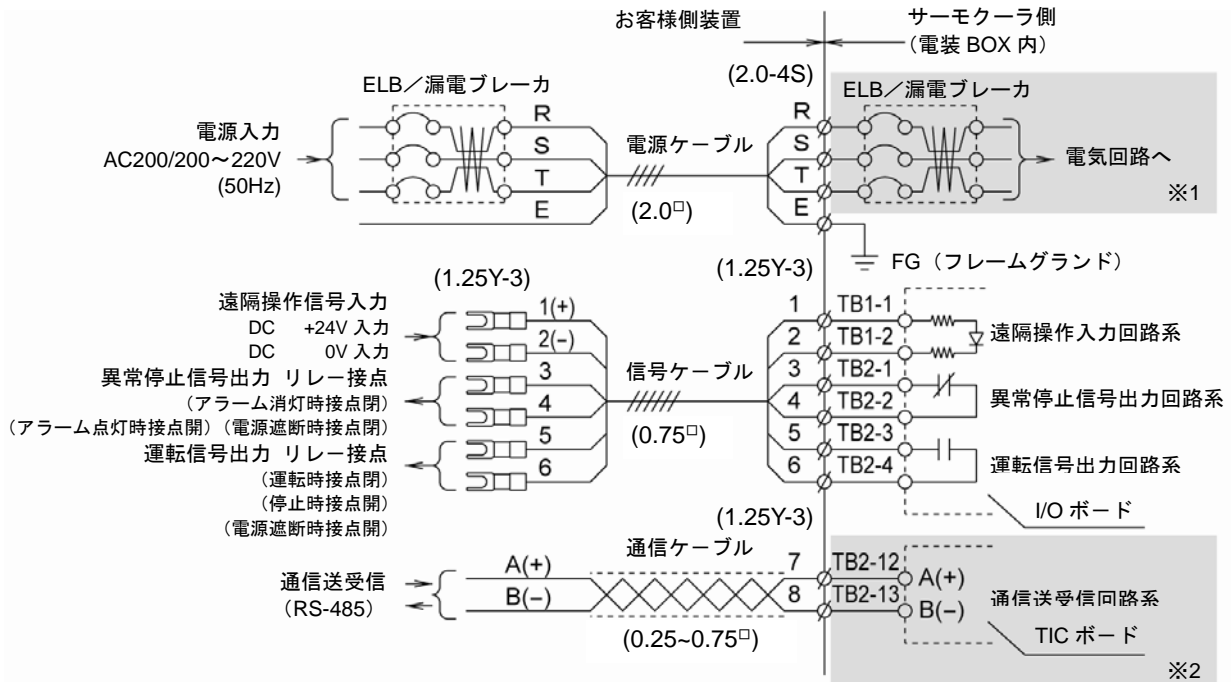 お客様側装置
サーモクーラ側
(電装 BOX 内)
(2.0-4S)
ELB／漏電ブレーカ
ELB／漏電ブレーカ
電源入力
AC200/200～220V
(50Hz)
R
S
T
E
電源ケーブル
(2.0□)
R
S
T
E
電気回路へ
※1
FG（フレームグランド）
(1.25Y-3)
(1.25Y-3)
遠隔操作信号入力
DC +24V 入力
DC 0V 入力
異常停止信号出力 リレー接点
（アラーム消灯時接点閉）
（アラーム点灯時接点開）（電源遮断時接点閉）
運転信号出力 リレー接点
（運転時接点閉）
（停止時接点開）
（電源遮断時接点開）
1(+)
2(−)
3
4
5
6
信号ケーブル
(0.75□)
1 TB1-1
2 TB1-2
3 TB2-1
4 TB2-2
5 TB2-3
6 TB2-4
遠隔操作入力回路系
異常停止信号出力回路系
運転信号出力回路系
I/O ボード
(1.25Y-3)
通信ケーブル
通信送受信
（RS-485）
A(+)
B(−)
(0.25~0.75□)
7 TB2-12
8 TB2-13
A(+)
B(−)
通信送受信回路系
TIC ボード
※2